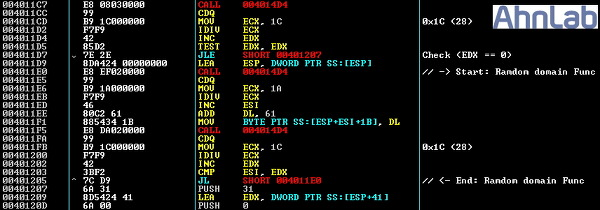 AhnLab
004011C7 E8 08030000 CALL 004014D4
004011CC 99 CDQ
004011CD B9 1C000000 MOV ECX, 1C 0x1C (28)
004011D2 F7F9 IDIV ECX
004011D4 42 INC EDX
004011D5 85D2 TEST EDX, EDX
004011D7 7E 2E JLE SHORT 00401207 Check (EDX == 0)
004011D9 8DA424 00000000 LEA ESP, DWORD PTR SS:[ESP]
004011E0 E8 EF020000 CALL 004014D4 // -> Start: Ramdom domain Func
004011E5 99 CDQ
004011E6 B9 1A000000 MOV ECX, 1A
004011EB F7F9 IDIV ECX
004011ED 46 INC ESI
004011EE 80C2 61 ADD DL, 61
004011F1 885434 1B MOV BYTE PTR SS:[ESP+ESI+1B], DL
004011F5 E8 DA020000 CALL 004014D4
004011FA 99 CDQ
004011FB B9 1C000000 MOV ECX, 1C 0x1C (28)
00401200 F7F9 IDIV ECX
00401202 42 INC EDX
00401203 3BF2 CMP ESI, EDX
00401205 7C D9 JL SHORT 004011E0 // <- End: Ramdom domain Func
00401207 6A 31 PUSH 31
00401209 8D5424 41 LEA EDX, DWORD PTR SS:[ESP+41]
0040120D 6A 00 PUSH 0